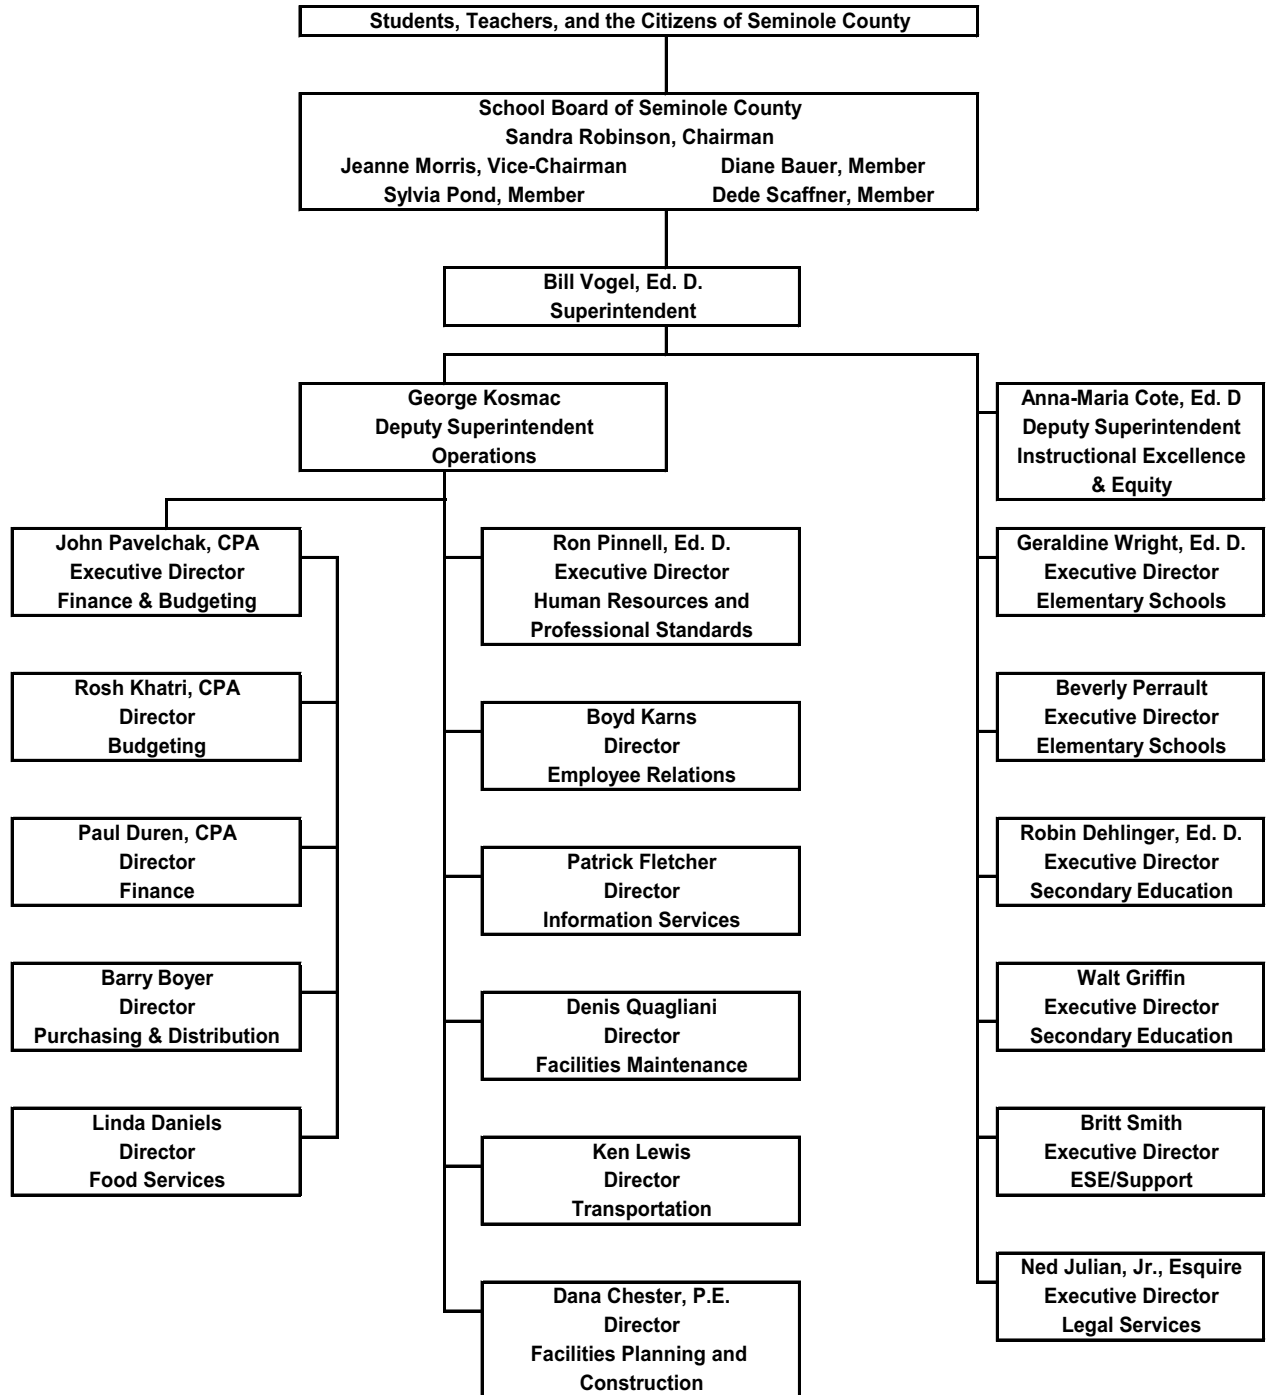 Students, Teachers, and the Citizens of Seminole County
School Board of Seminole County
Sandra Robinson, Chairman
Jeanne Morris, Vice-Chairman Diane Bauer, Member
Sylvia Pond, Member Dede Scaffner, Member
Bill Vogel, Ed. D.
Superintendent
George Kosmac
Deputy Superintendent
Operations
Anna-Maria Cote, Ed. D
Deputy Superintendent
Instructional Excellence
& Equity
John Pavelchak, CPA
Executive Director
Finance & Budgeting
Ron Pinnell, Ed. D.
Executive Director
Human Resources and
Professional Standards
Geraldine Wright, Ed. D.
Executive Director
Elementary Schools
Rosh Khatri, CPA
Director
Budgeting
Boyd Karns
Director
Employee Relations
Beverly Perrault
Executive Director
Elementary Schools
Paul Duren, CPA
Director
Finance
Patrick Fletcher
Director
Information Services
Robin Dehlinger, Ed. D.
Executive Director
Secondary Education
Barry Boyer
Director
Purchasing & Distribution
Denis Quagliani
Director
Facilities Maintenance
Walt Griffin
Executive Director
Secondary Education
Linda Daniels
Director
Food Services
Ken Lewis
Director
Transportation
Britt Smith
Executive Director
ESE/Support
Dana Chester, P.E.
Director
Facilities Planning and
Construction
Ned Julian, Jr., Esquire
Executive Director
Legal Services